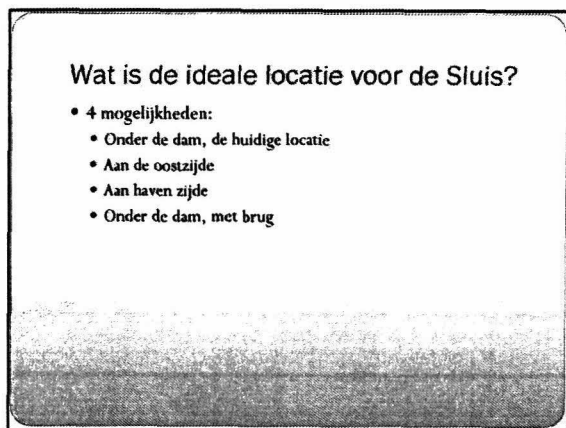 Wat is de ideale locatie voor de Sluis?
• 4 mogelijkheden:
• Onder de dam, de huidige locatie
• Aan de oostzijde
• Aan haven zijde
• Onder de dam, met brug